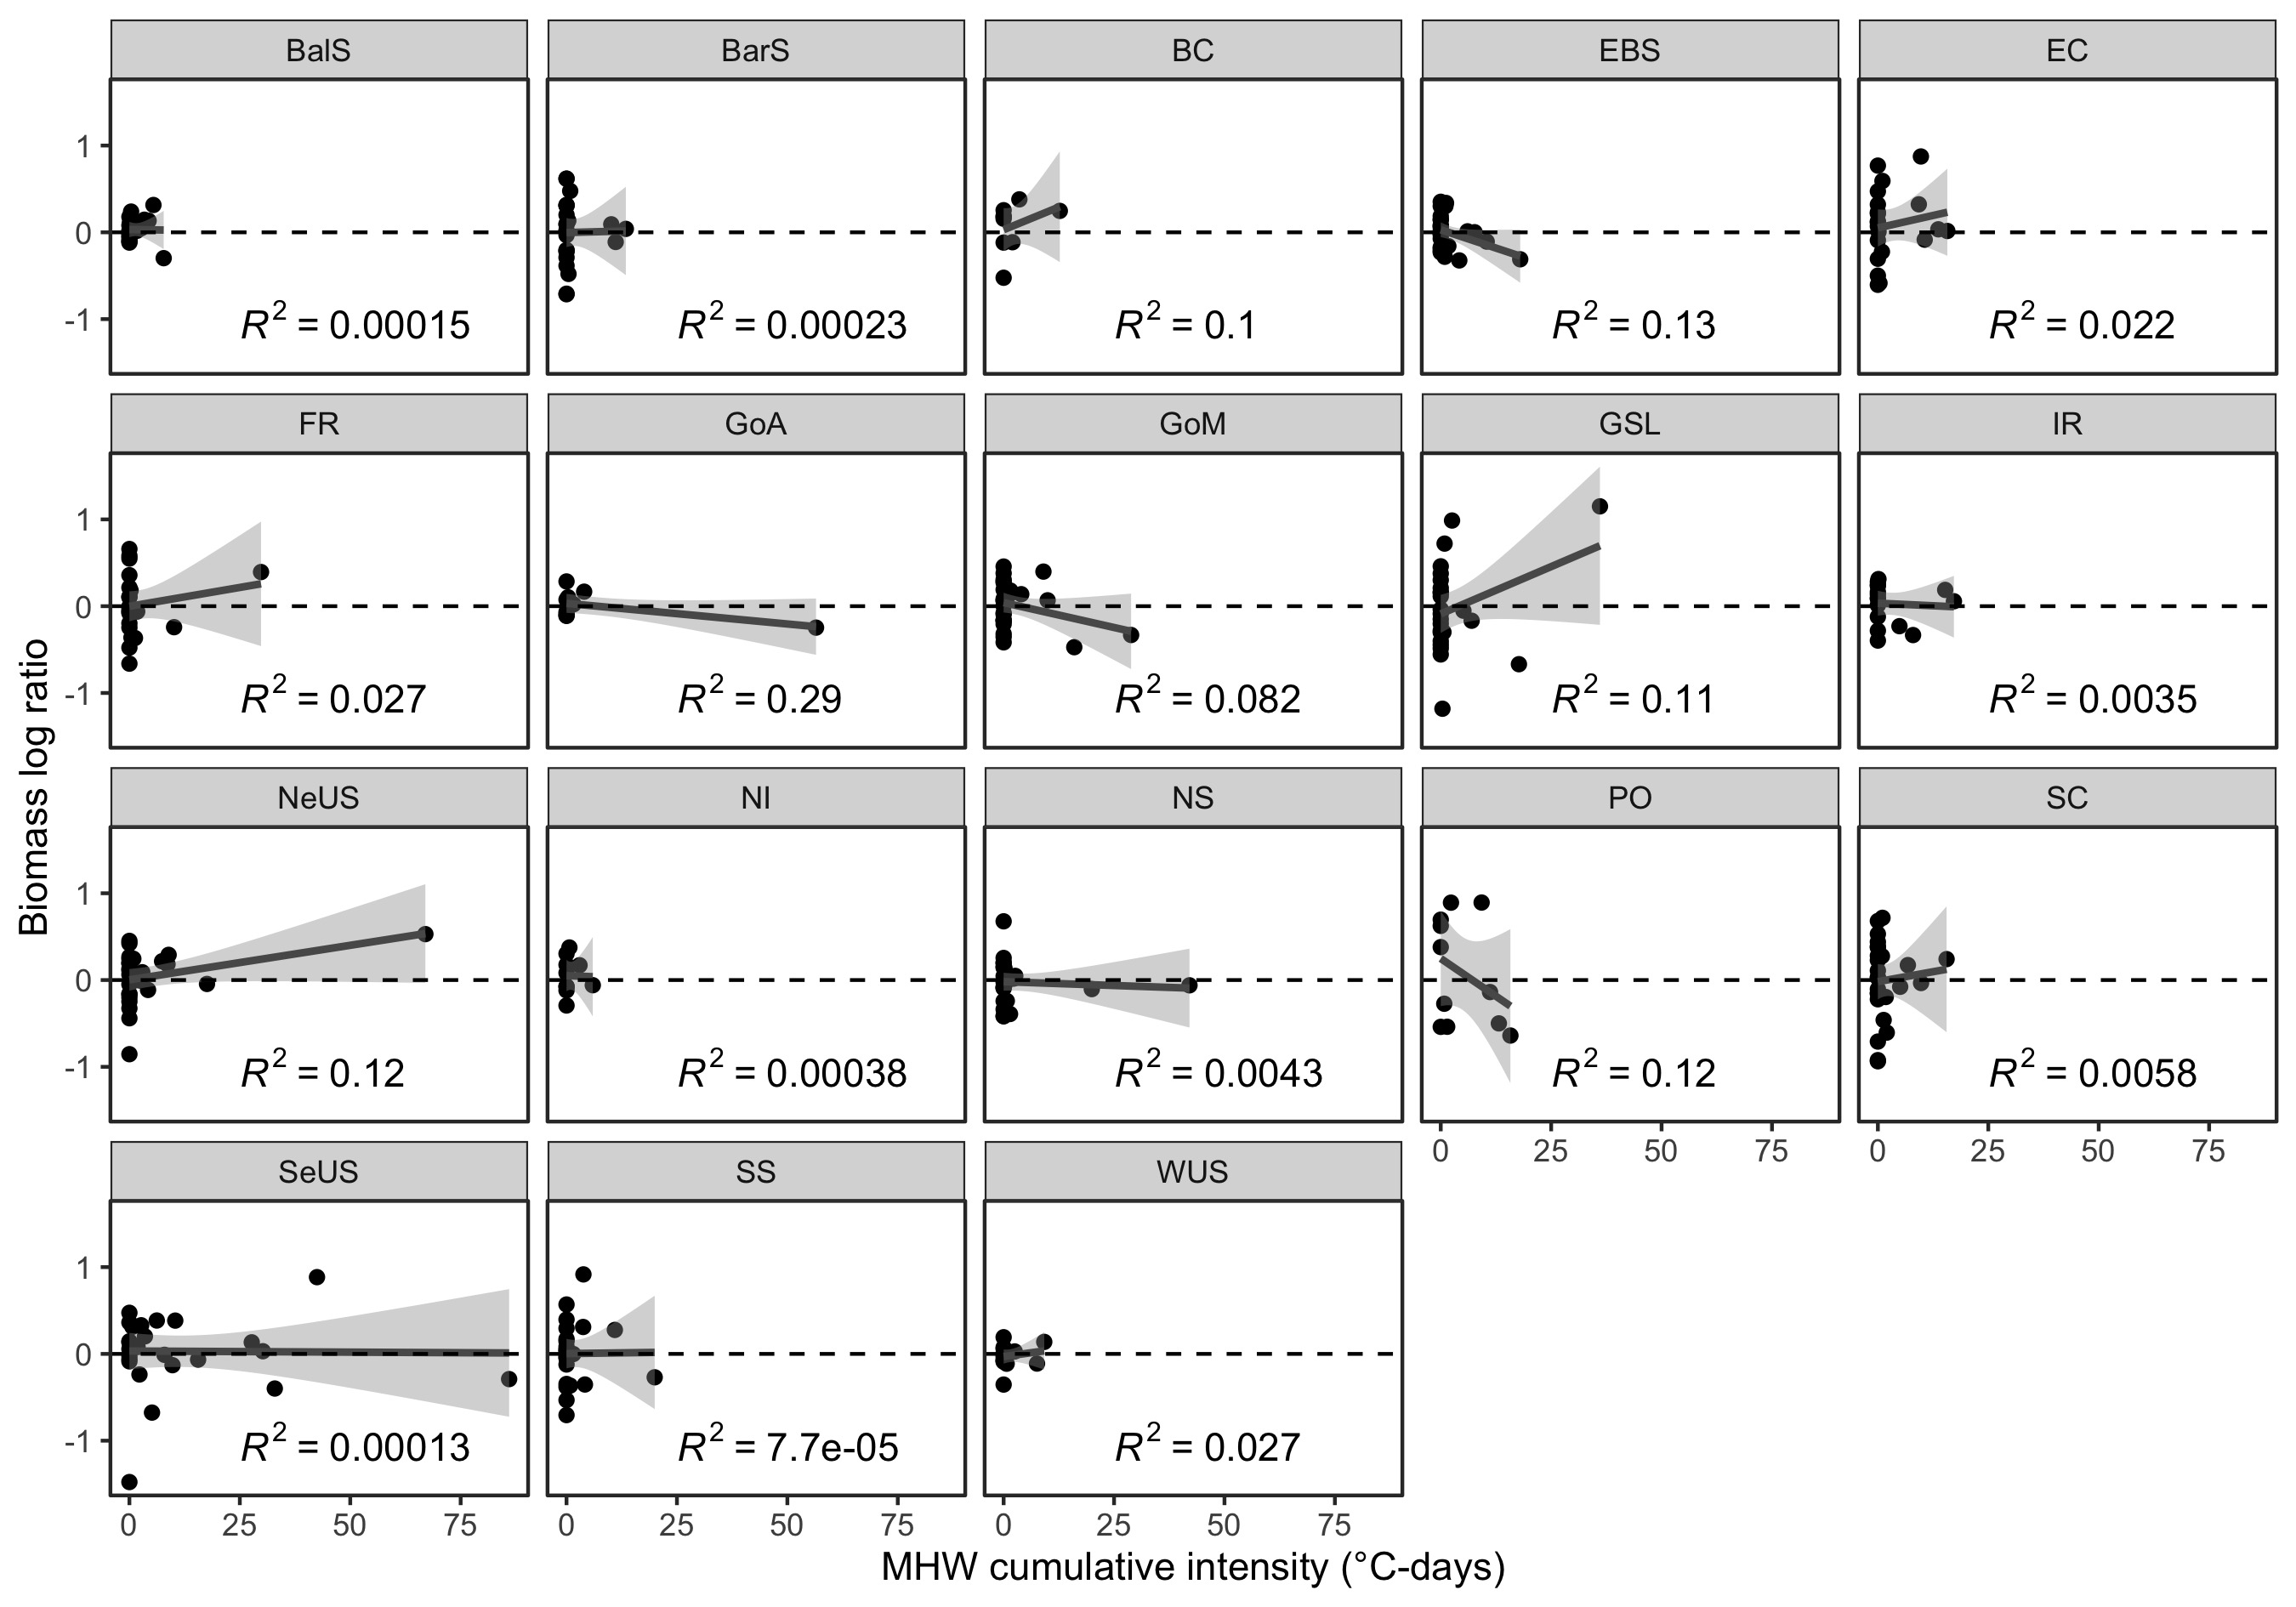 BalS BarS BC EBS EC
1
0
-1
R² = 0.00015 R² = 0.00023 R² = 0.1 R² = 0.13 R² = 0.022
FR GoA GoM GSL IR
1
0
-1
R² = 0.027 R² = 0.29 R² = 0.082 R² = 0.11 R² = 0.0035
Biomass log ratio
NeUS NI NS PO SC
1
0
-1
R² = 0.12 R² = 0.00038 R² = 0.0043 R² = 0.12 R² = 0.0058
0 25 50 75 0 25 50 75
SeUS SS WUS
1
0
-1
R² = 0.00013 R² = 7.7e-05 R² = 0.027
0 25 50 75 0 25 50 75 0 25 50 75
MHW cumulative intensity (°C-days)